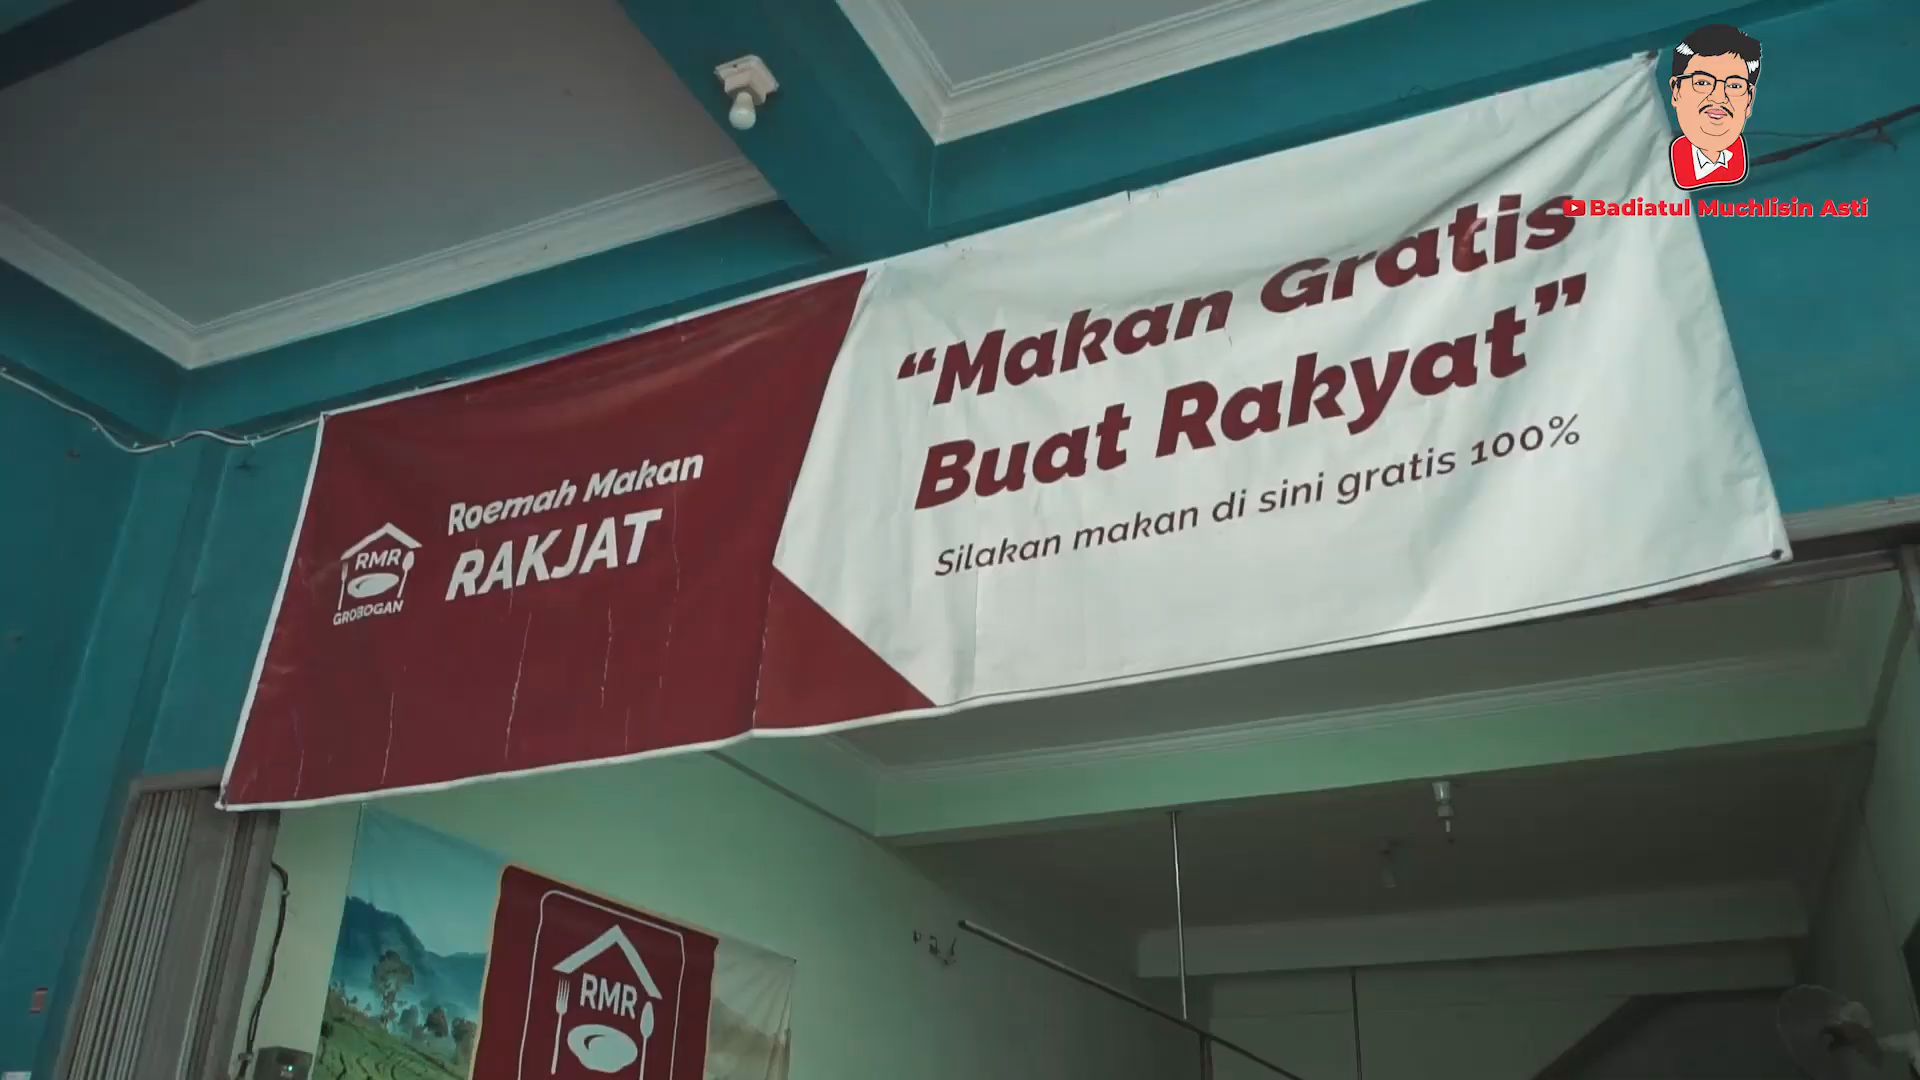 Badiatul Muchlisin Asti
“Makan Gratis
Buat Rakyat”
Silakan makan di sini gratis 100%
Roemah Makan
RAKJAT
RMR
GROBOGAN
RMR